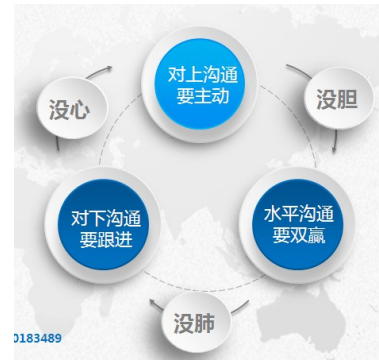 对上沟通
要主动
没心
没胆
对下沟通
要跟进
水平沟通
要双赢
没肺
0183489